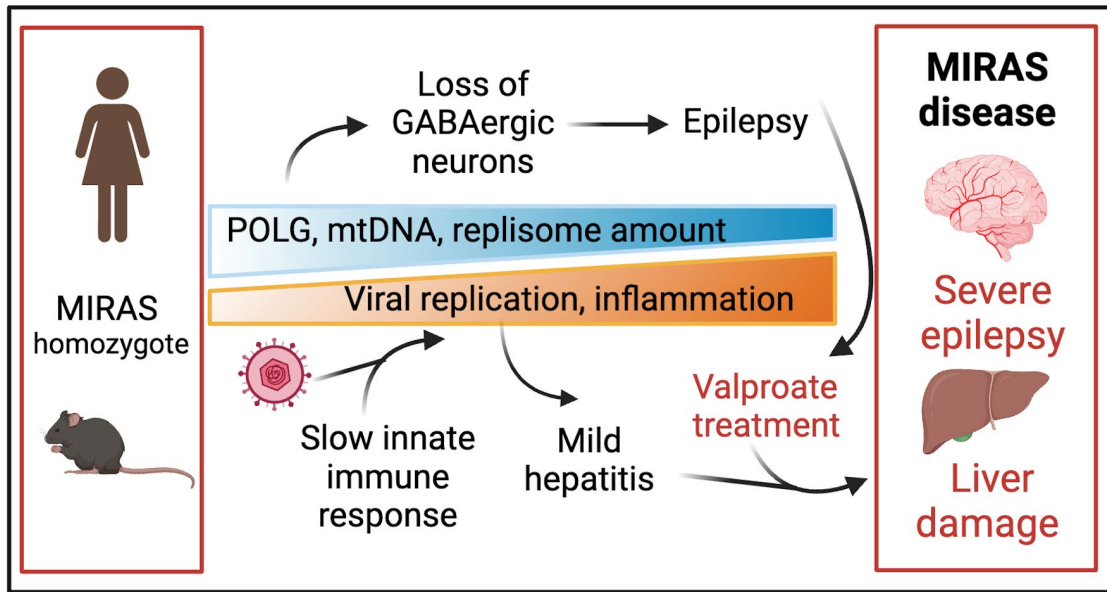 MIRAS
homozygote
Loss of
GABAergic
neurons
Epilepsy
POLG, mtDNA, replisome amount
Viral replication, inflammation
Slow innate
immune
response
Mild
hepatitis
Valproate
treatment
MIRAS
disease
Severe
epilepsy
Liver
damage